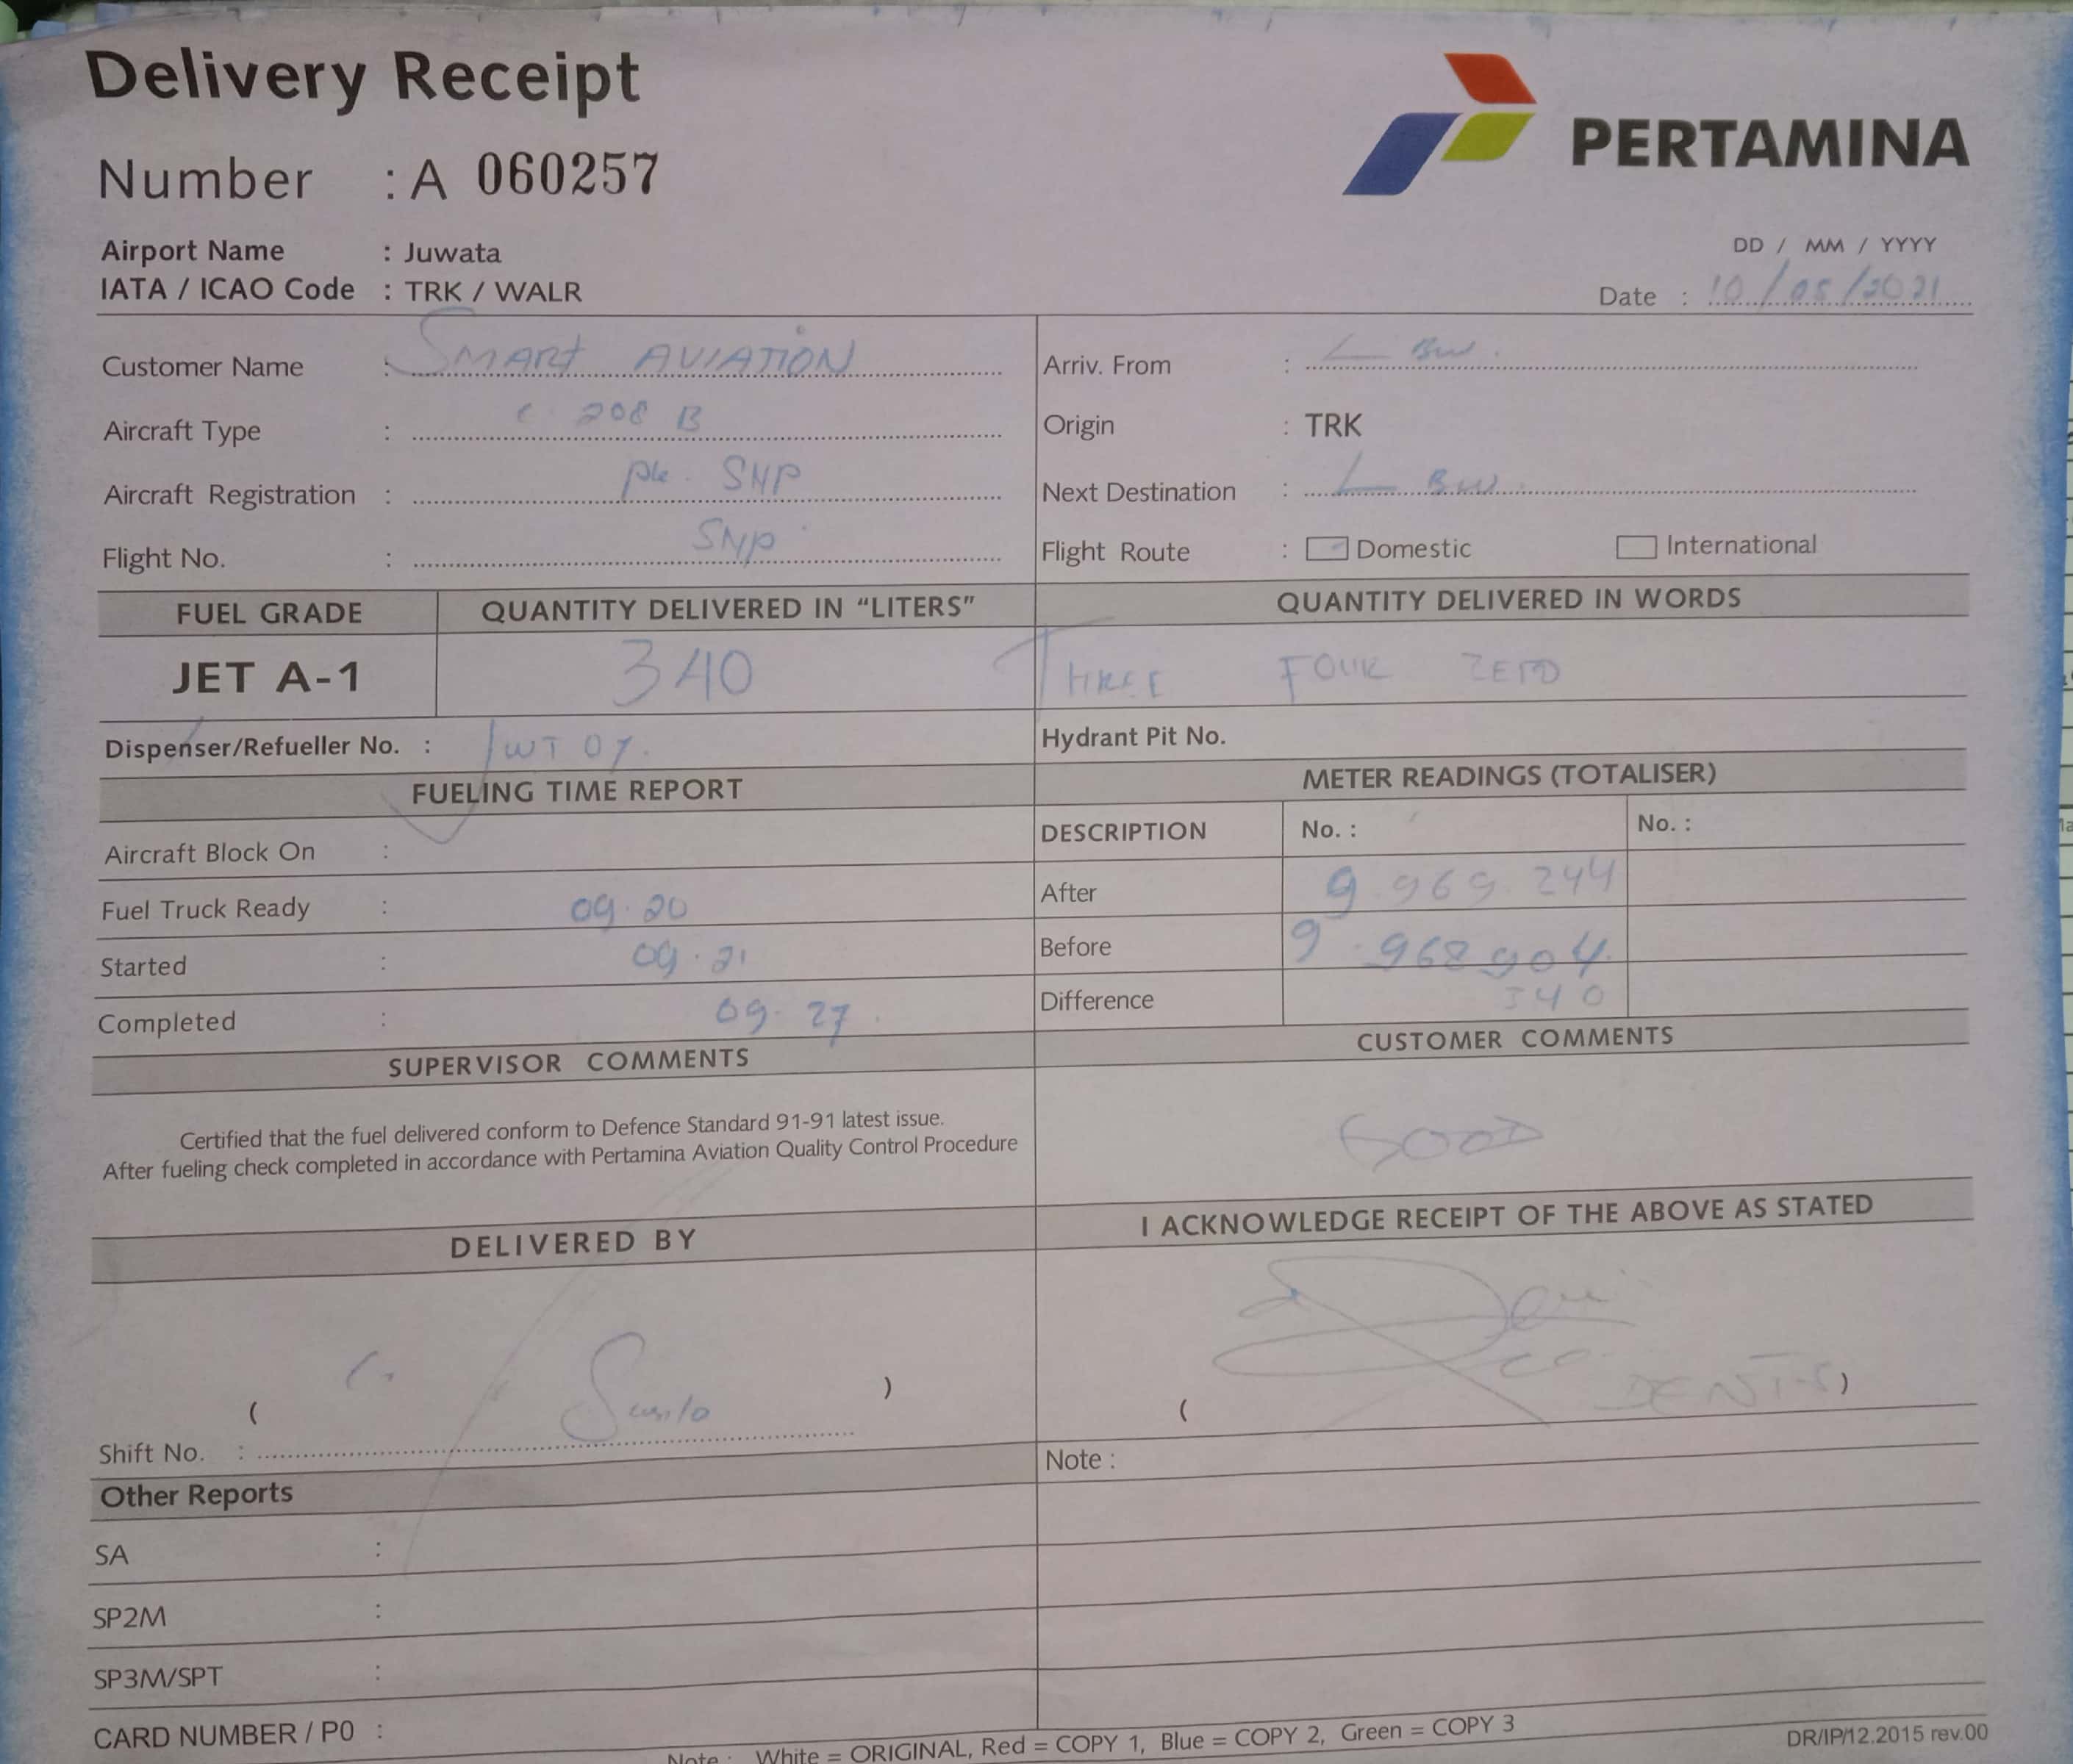 Delivery Receipt
PERTAMINA
Number : A 060257
Airport Name : Juwata
IATA / ICAO Code : TRK / WALR
DD / MM / YYYY
Date : 10/05/2021
Customer Name : SMART AVIATION
Arriv. From : L BW.
Aircraft Type : C 208 B
Origin : TRK
Aircraft Registration : SNP
Next Destination : L BW.
Flight No. : SNP
Flight Route : Domestic International
FUEL GRADE QUANTITY DELIVERED IN “LITERS” QUANTITY DELIVERED IN WORDS
JET A-1 340 THREE FOUR ZERO
Dispenser/Refueller No. :
Hydrant Pit No.
FUELING TIME REPORT
METER READINGS (TOTALISER)
DESCRIPTION No. : No. :
Aircraft Block On :
After 9.969.244
Fuel Truck Ready : 09.20
Before 9.968904.
Started : 09.21
Difference 340
Completed : 09.27.
SUPERVISOR COMMENTS
CUSTOMER COMMENTS
Certified that the fuel delivered conform to Defence Standard 91-91 latest issue.
After fueling check completed in accordance with Pertamina Aviation Quality Control Procedure
GOOD
DELIVERED BY
I ACKNOWLEDGE RECEIPT OF THE ABOVE AS STATED
( Susilo )
( )
Shift No. :
Note :
Other Reports
SA :
SP2M :
SP3M/SPT :
CARD NUMBER / P0 :
Note : White = ORIGINAL, Red = COPY 1, Blue = COPY 2, Green = COPY 3
DR/IP/12.2015 rev.00